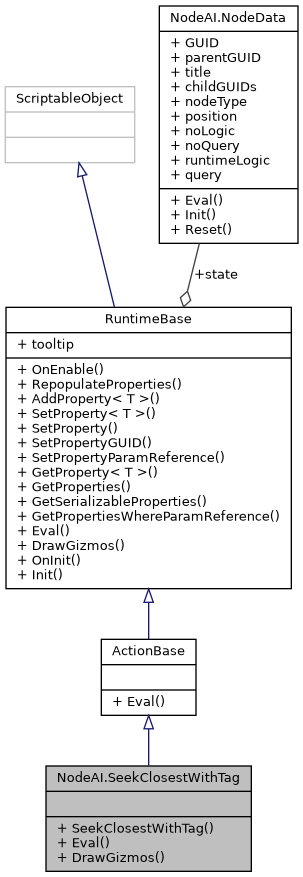 NodeAI.NodeData
+ GUID
+ parentGUID
+ title
+ childGUIDs
+ nodeType
+ position
+ noLogic
+ noQuery
+ runtimeLogic
+ query
+ Eval()
+ Init()
+ Reset()
ScriptableObject
+state
RuntimeBase
+ tooltip
+ OnEnable()
+ RepopulateProperties()
+ AddProperty< T >()
+ SetProperty< T >()
+ SetProperty()
+ SetPropertyGUID()
+ SetPropertyParamReference()
+ GetProperty< T >()
+ GetProperties()
+ GetSerializableProperties()
+ GetPropertiesWhereParamReference()
+ Eval()
+ DrawGizmos()
+ OnInit()
+ Init()
ActionBase
+ Eval()
NodeAI.SeekClosestWithTag
+ SeekClosestWithTag()
+ Eval()
+ DrawGizmos()